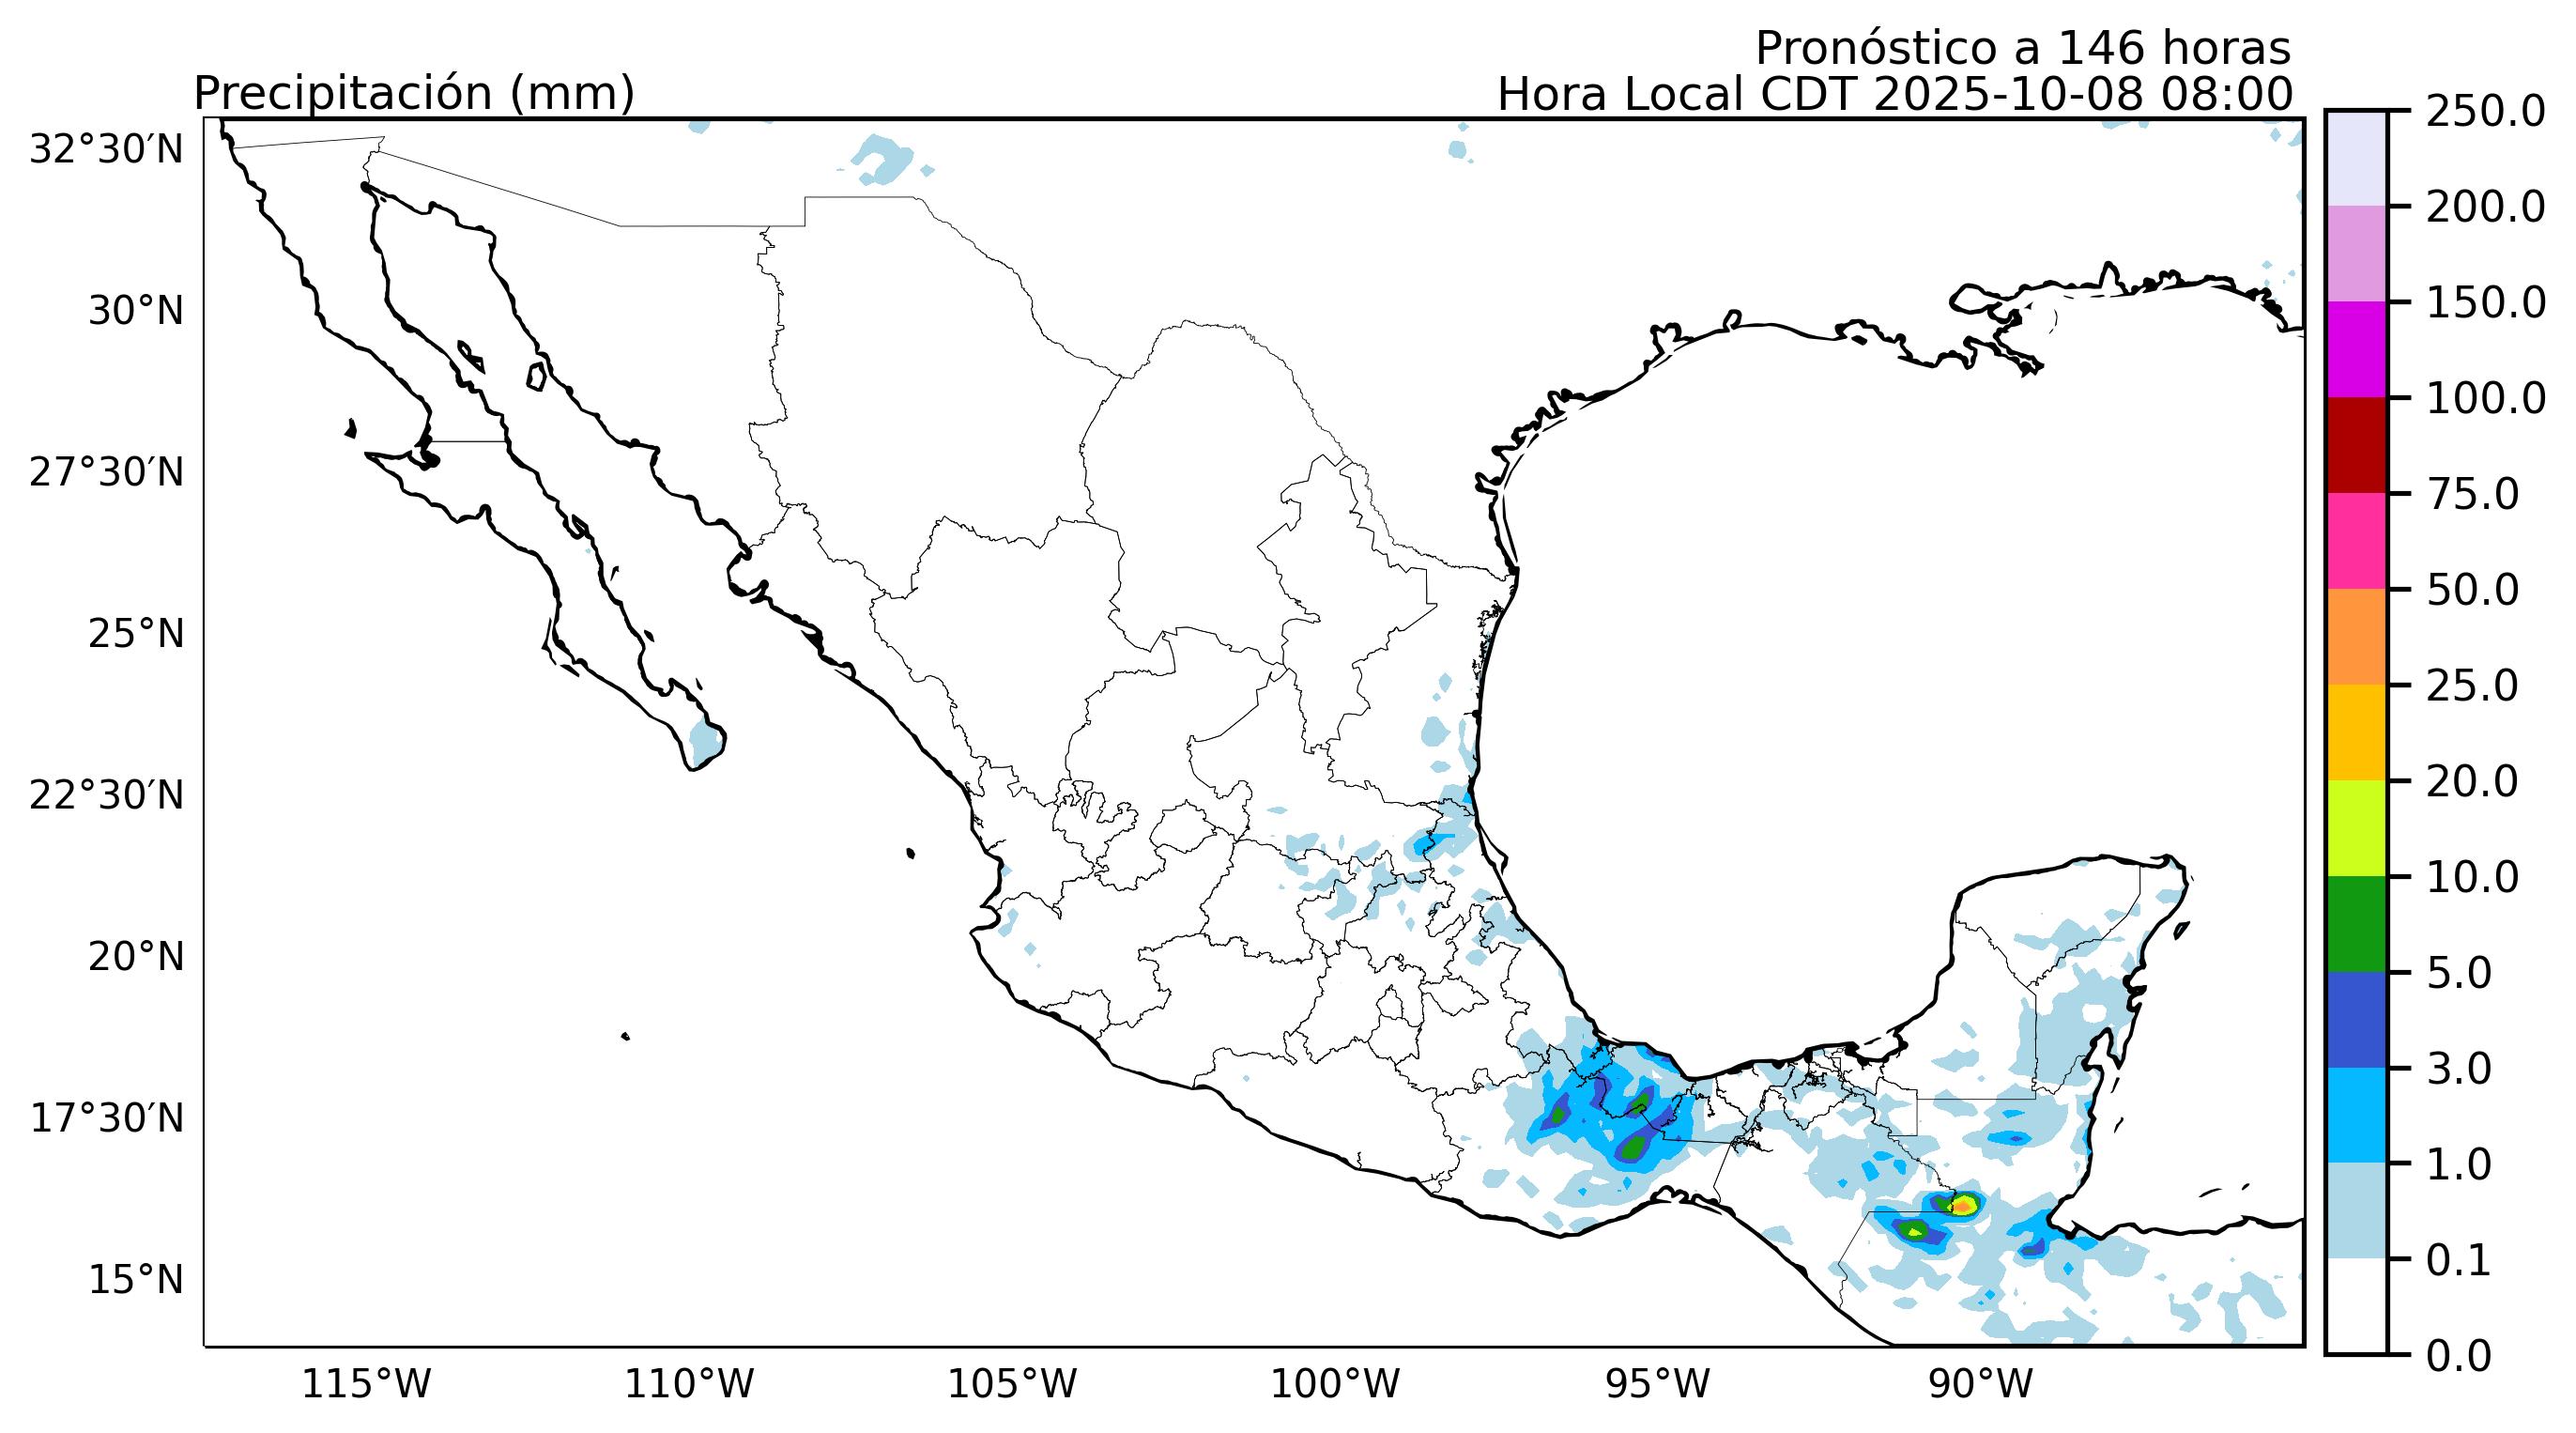 Pronóstico a 146 horas
Precipitación (mm)
Hora Local CDT 2025-10-08 08:00
32°30′N
30°N
27°30′N
25°N
22°30′N
20°N
17°30′N
15°N
115°W
110°W
105°W
100°W
95°W
90°W
250.0
200.0
150.0
100.0
75.0
50.0
25.0
20.0
10.0
5.0
3.0
1.0
0.1
0.0